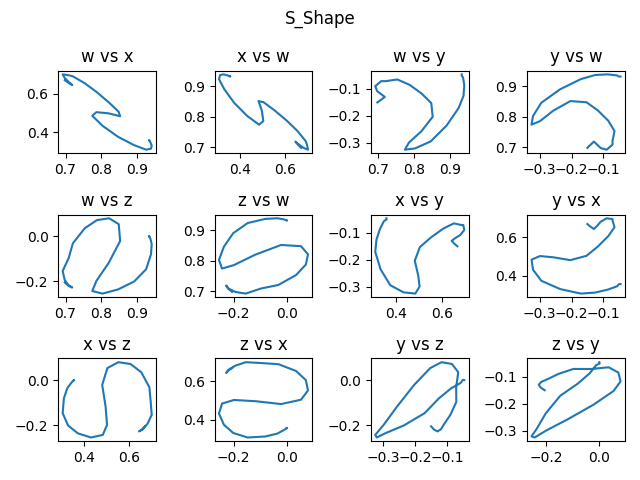 S_Shape
w vs x
x vs w
w vs y
y vs w
0.6
0.4
0.7 0.8 0.9
0.9
0.8
0.7
0.4 0.6
−0.1
−0.2
−0.3
0.7 0.8 0.9
0.9
0.8
0.7
−0.3 −0.2 −0.1
w vs z
z vs w
x vs y
y vs x
0.0
−0.2
0.7 0.8 0.9
0.9
0.8
0.7
−0.2 0.0
−0.1
−0.2
−0.3
0.4 0.6
0.6
0.4
−0.3 −0.2 −0.1
x vs z
z vs x
y vs z
z vs y
0.0
−0.2
0.4 0.6
0.6
0.4
−0.2 0.0
0.0
−0.2
−0.3 −0.2 −0.1
−0.1
−0.2
−0.3
−0.2 0.0